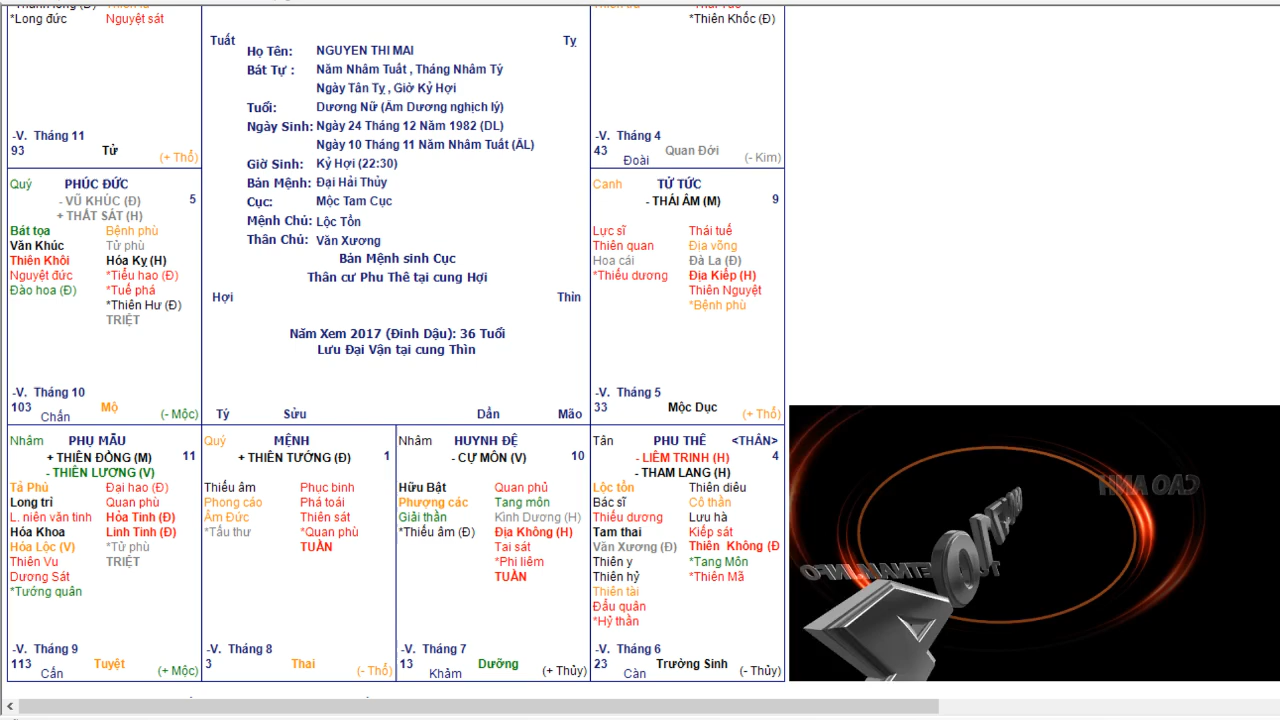 *Long đức
Nguyệt sát
-V. Tháng 11
93
Tử
(+ Thổ)
Tuất
Tỵ
Họ Tên: NGUYEN THI MAI
Bát Tự : Năm Nhâm Tuất , Tháng Nhâm Tý
Ngày Tân Tỵ , Giờ Kỷ Hợi
Tuổi: Dương Nữ (Âm Dương nghịch lý)
Ngày Sinh: Ngày 24 Tháng 12 Năm 1982 (DL)
Ngày 10 Tháng 11 Năm Nhâm Tuất (ÂL)
Giờ Sinh: Kỷ Hợi (22:30)
Bản Mệnh: Đại Hải Thủy
Cục: Mộc Tam Cục
Mệnh Chủ: Lộc Tồn
Thân Chủ: Văn Xương
Bản Mệnh sinh Cục
Thân cư Phu Thê tại cung Hợi
Hợi
Thìn
Năm Xem 2017 (Đinh Dậu): 36 Tuổi
Lưu Đại Vận tại cung Thìn
Tý
Sửu
Dần
Mão
*Thiên Khốc (Đ)
-V. Tháng 4
43
Đoài
Quan Đới
(- Kim)
Quý
PHÚC ĐỨC
- VŨ KHÚC (Đ)
5
+ THẤT SÁT (H)
Bát tọa
Bệnh phù
Văn Khúc
Tử phù
Thiên Khôi
Hóa Kỵ (H)
Nguyệt đức
*Tiểu hao (Đ)
Đào hoa (Đ)
*Tuế phá
*Thiên Hư (Đ)
TRIỆT
-V. Tháng 10
103
Chấn
Mộ
(- Mộc)
Canh
TỬ TỨC
- THÁI ÂM (M)
9
Lực sĩ
Thái tuế
Thiên quan
Địa võng
Hoa cái
Đà La (Đ)
*Thiếu dương
Địa Kiếp (H)
Thiên Nguyệt
*Bệnh phù
-V. Tháng 5
33
Mộc Dục
(+ Thổ)
Nhâm
PHỤ MẪU
+ THIÊN ĐỒNG (M)
11
- THIÊN LƯƠNG (V)
Tả Phù
Đại hao (Đ)
Long trì
Quan phù
L. niên văn tinh
Hỏa Tinh (Đ)
Hóa Khoa
Linh Tinh (Đ)
Hóa Lộc (V)
*Tử phù
Thiên Vu
TRIỆT
Dương Sát
*Tướng quân
-V. Tháng 9
113
Cấn
Tuyệt
(+ Mộc)
Quý
MỆNH
+ THIÊN TƯỚNG (Đ)
1
Thiếu âm
Phục binh
Phong cáo
Phá toái
Âm Đức
Thiên sát
*Tấu thư
*Quan phù
TUẦN
-V. Tháng 8
3
Thai
(- Thổ)
Nhâm
HUYNH ĐỆ
- CỰ MÔN (V)
10
Hữu Bật
Quan phủ
Phượng các
Tang môn
Giải thần
Kình Dương (H)
*Thiếu âm (Đ)
Địa Không (H)
Tai sát
*Phi liêm
TUẦN
-V. Tháng 7
13
Khảm
Dưỡng
(+ Thủy)
Tân
PHU THÊ
<THÂN>
- LIÊM TRINH (H)
4
- THAM LANG (H)
Lộc tồn
Thiên diêu
Bác sĩ
Cô thần
Thiếu dương
Lưu hà
Tam thai
Kiếp sát
Văn Xương (Đ)
Thiên Không (Đ
Thiên y
*Tang Môn
Thiên hỷ
*Thiên Mã
Thiên tài
Đẩu quân
*Hỷ thần
-V. Tháng 6
23
Càn
Trường Sinh
(- Thủy)
CAO ANH